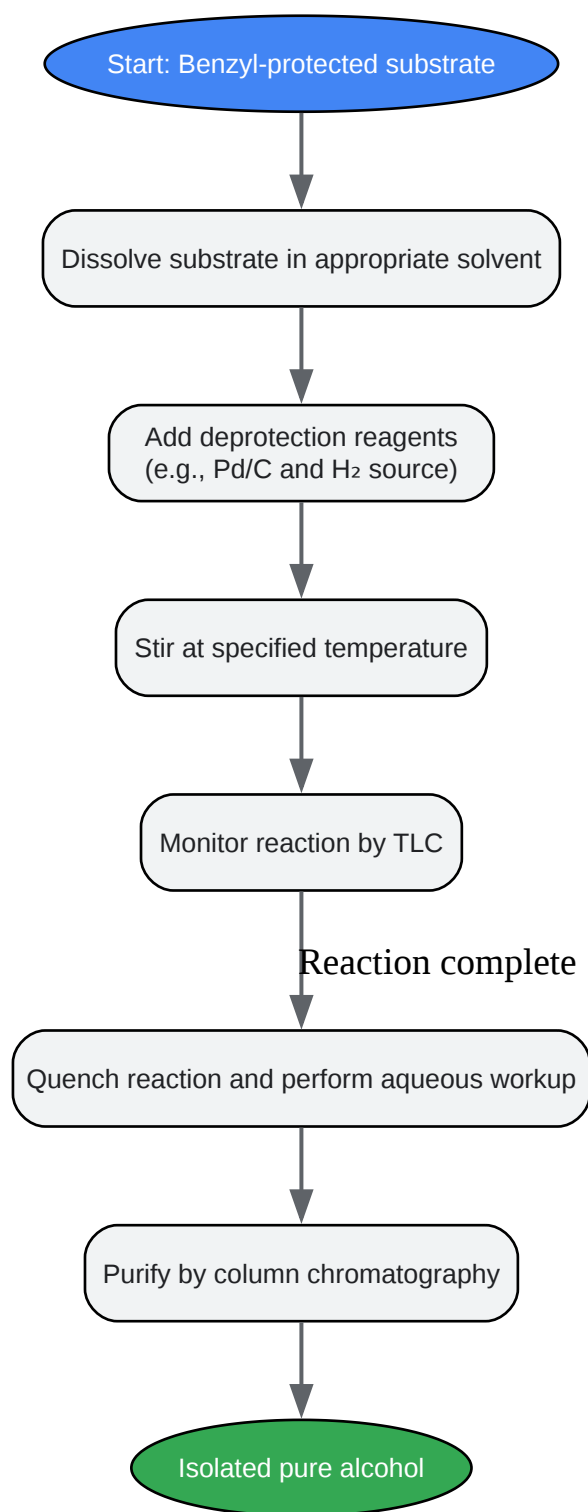 Start: Benzyl-protected substrate
Dissolve substrate in appropriate solvent
Add deprotection reagents
(e.g., Pd/C and H₂ source)
Stir at specified temperature
Monitor reaction by TLC
Reaction complete
Quench reaction and perform aqueous workup
Purify by column chromatography
Isolated pure alcohol